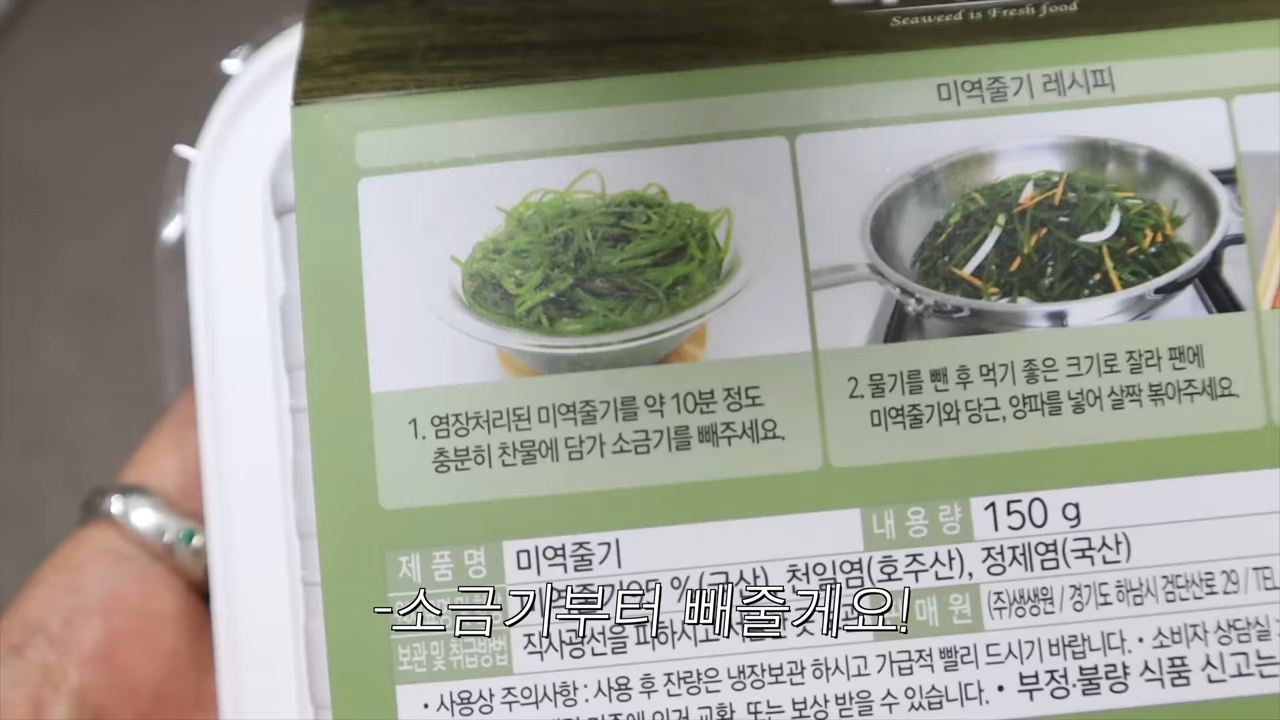 Seaweed is Fresh food
미역줄기 레시피
1. 염장처리된 미역줄기를 약 10분 정도
충분히 찬물에 담가 소금기를 빼주세요.
2. 물기를 뺀 후 먹기 좋은 크기로 잘라 팬에
미역줄기와 당근, 양파를 넣어 살짝 볶아주세요.
제품명 미역줄기 내용량 150 g
천일염(호주산), 정제염(국산)
-소금기부터 빼줄게요!
매원 (주)생생원 / 경기도 하남시 검단산로 29 / TEL
보관 및 취급방법 직사광선을 피하시고
• 사용상 주의사항 : 사용 후 잔량은 냉장보관 하시고 가급적 빨리 드시기 바랍니다. • 소비자 상담실
교환 또는 보상 받을 수 있습니다. • 부정·불량 식품 신고는